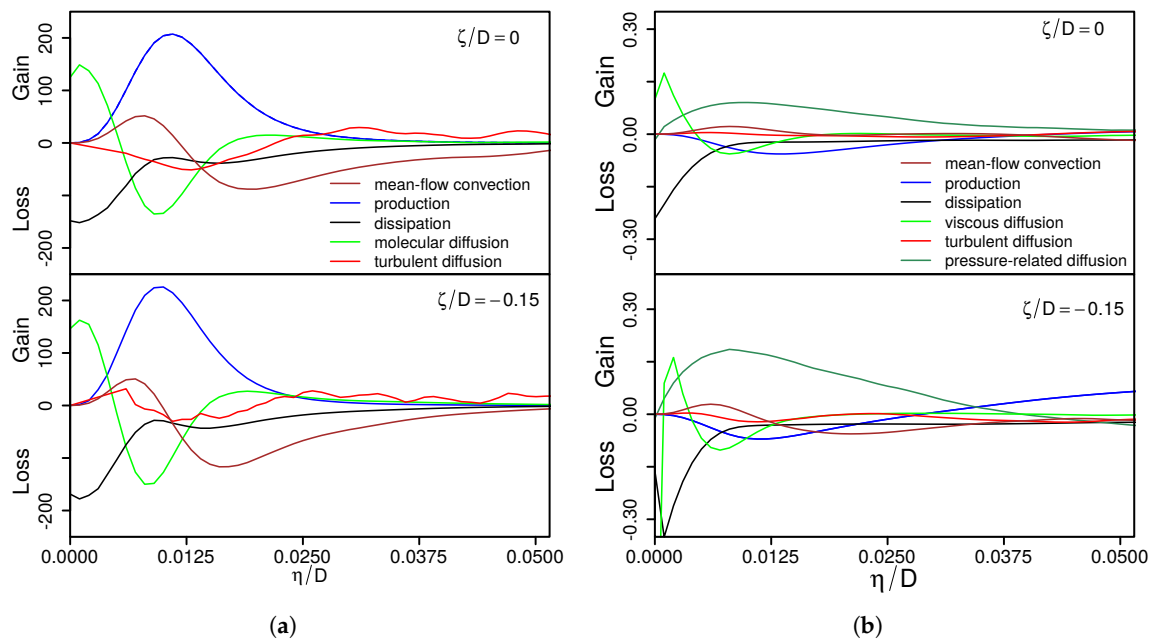 ζ/D = 0
Gain
Loss
200
100
0
-200
mean-flow convection
production
dissipation
molecular diffusion
turbulent diffusion
ζ/D = −0.15
Gain
Loss
200
100
0
-200
0.0000
0.0125
0.0250
0.0375
0.0500
η/D
(a)
ζ/D = 0
Gain
Loss
0.30
0.00
-0.30
mean-flow convection
production
dissipation
viscous diffusion
turbulent diffusion
pressure-related diffusion
ζ/D = −0.15
Gain
Loss
0.30
0.00
-0.30
0.0000
0.0125
0.0250
0.0375
0.0500
η/D
(b)